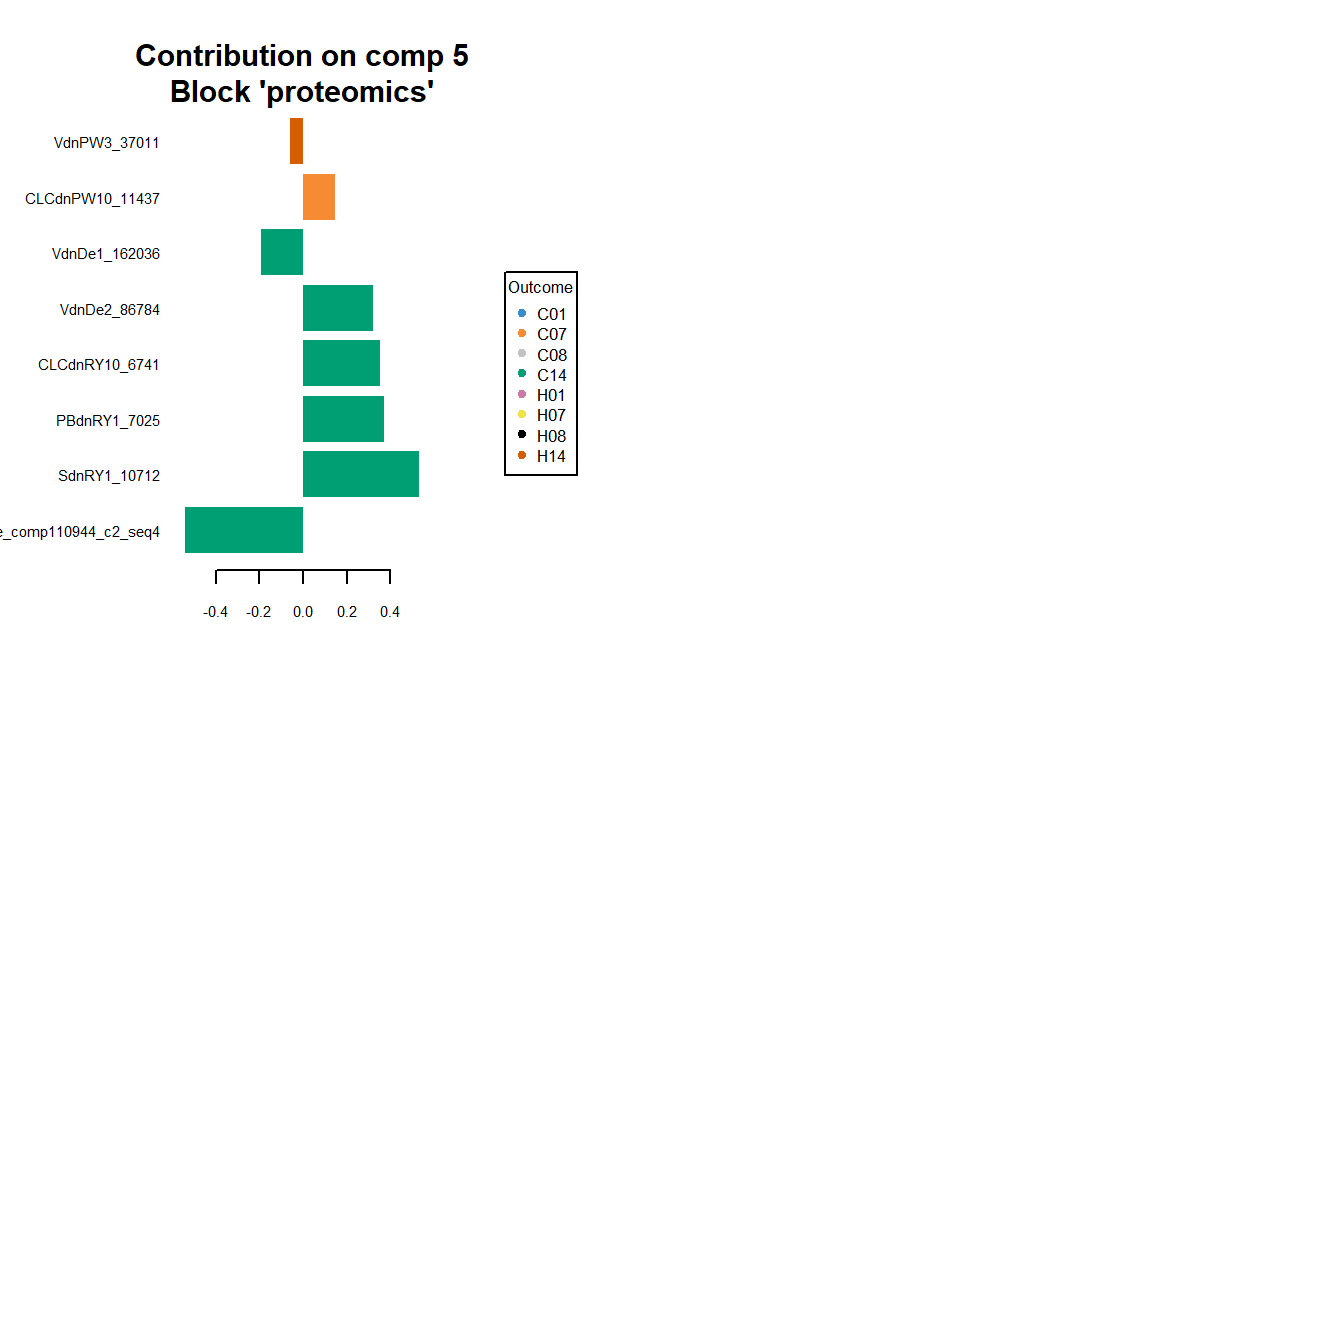 Contribution on comp 5
Block 'proteomics'
VdnPW3_37011
CLCdnPW10_11437
VdnDe1_162036
VdnDe2_86784
CLCdnRY10_6741
PBdnRY1_7025
SdnRY1_10712
e_comp110944_c2_seq4
-0.4 -0.2 0.0 0.2 0.4
Outcome
C01
C07
C08
C14
H01
H07
H08
H14